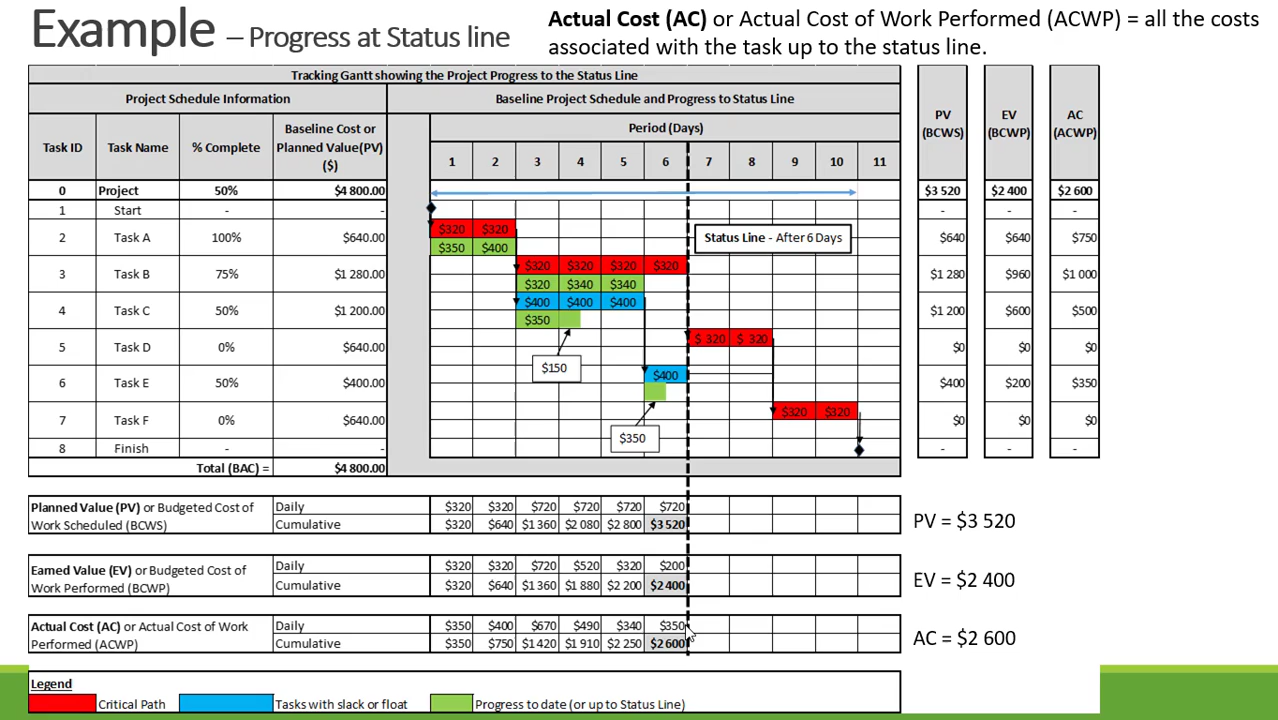 Example – Progress at Status line
Actual Cost (AC) or Actual Cost of Work Performed (ACWP) = all the costs
associated with the task up to the status line.
Tracking Gantt showing the Project Progress to the Status Line
Project Schedule Information
Baseline Project Schedule and Progress to Status Line
Task ID Task Name % Complete Baseline Cost or Planned Value(PV) ($)
Period (Days)
1 2 3 4 5 6 7 8 9 10 11
PV (BCWS) EV (BCWP) AC (ACWP)
0 Project 50% $4 800.00 $3 520 $2 400 $2 600
1 Start - - - - -
2 Task A 100% $640.00 $320 $320 $640 $640 $750
$350 $400
Status Line - After 6 Days
3 Task B 75% $1 280.00 $320 $320 $320 $320 $1 280 $960 $1 000
$320 $340 $340
4 Task C 50% $1 200.00 $400 $400 $400 $1 200 $600 $500
$350
$150
5 Task D 0% $640.00 $ 320 $ 320 $0 $0 $0
6 Task E 50% $400.00 $400 $400 $200 $350
$350
7 Task F 0% $640.00 $320 $320 $0 $0 $0
8 Finish - - - - -
Total (BAC) = $4 800.00
Planned Value (PV) or Budgeted Cost of
Work Scheduled (BCWS)
Daily $320 $320 $720 $720 $720 $720
Cumulative $320 $640 $1 360 $2 080 $2 800 $3 520
PV = $3 520
Earned Value (EV) or Budgeted Cost of
Work Performed (BCWP)
Daily $320 $320 $720 $520 $320 $200
Cumulative $320 $640 $1 360 $1 880 $2 200 $2 400
EV = $2 400
Actual Cost (AC) or Actual Cost of Work
Performed (ACWP)
Daily $350 $400 $670 $490 $340 $350
Cumulative $350 $750 $1 420 $1 910 $2 250 $2 600
AC = $2 600
Legend
Critical Path
Tasks with slack or float
Progress to date (or up to Status Line)